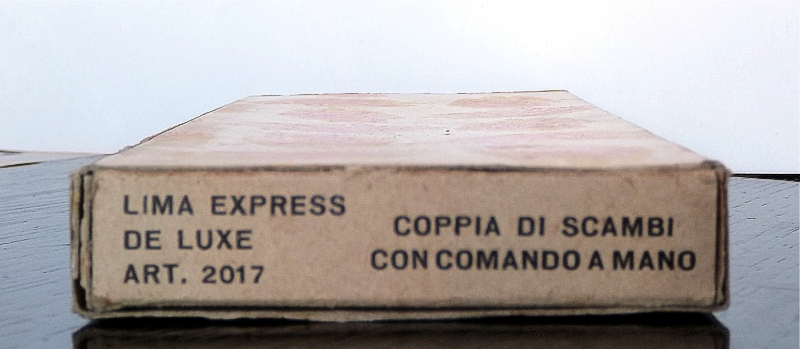 LIMA EXPRESS
DE LUXE
ART. 2017
COPPIA DI SCAMBI
CON COMANDO A MANO